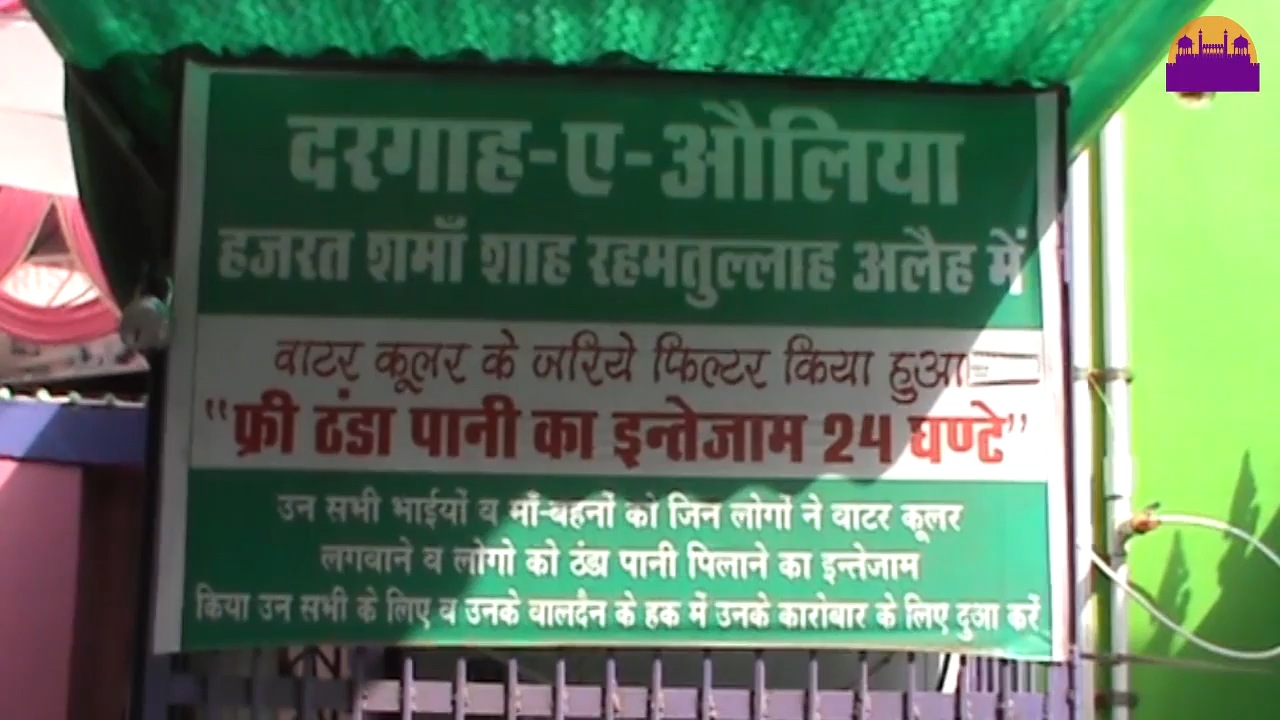 दरगाह-ए-औलिया
हजरत शमाँ शाह रहमतुल्लाह अलैह में
वाटर कूलर के जरिये फिल्टर किया हुआ
“फ्री ठंडा पानी का इन्तेजाम 24 घण्टे”
उन सभी भाईयों व माँ-बहनों को जिन लोगों ने वाटर कूलर
लगवाने व लोगो को ठंडा पानी पिलाने का इन्तेजाम
किया उन सभी के लिए व उनके वालदैन के हक में उनके कारोबार के लिए दुआ करें